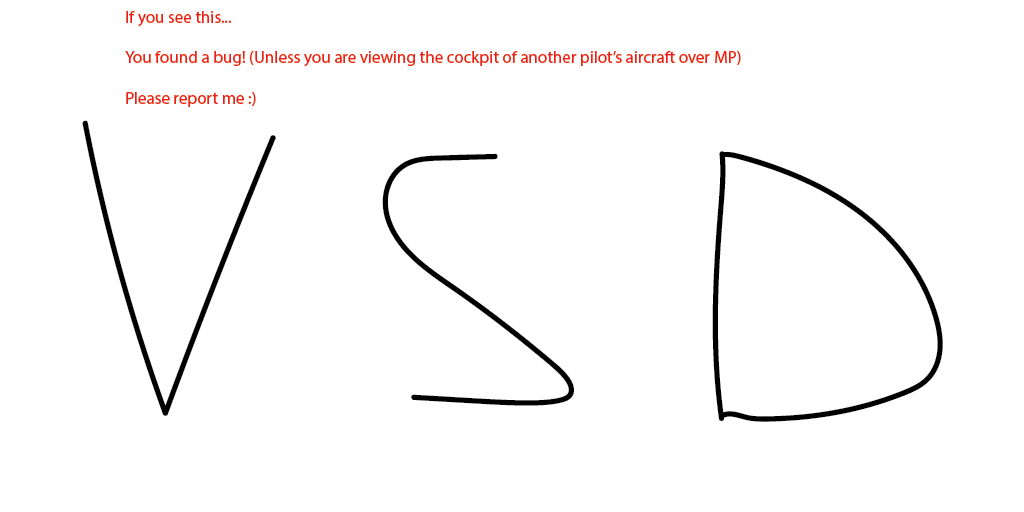 If you see this...
You found a bug! (Unless you are viewing the cockpit of another pilot's aircraft over MP)
Please report me :)
V S D